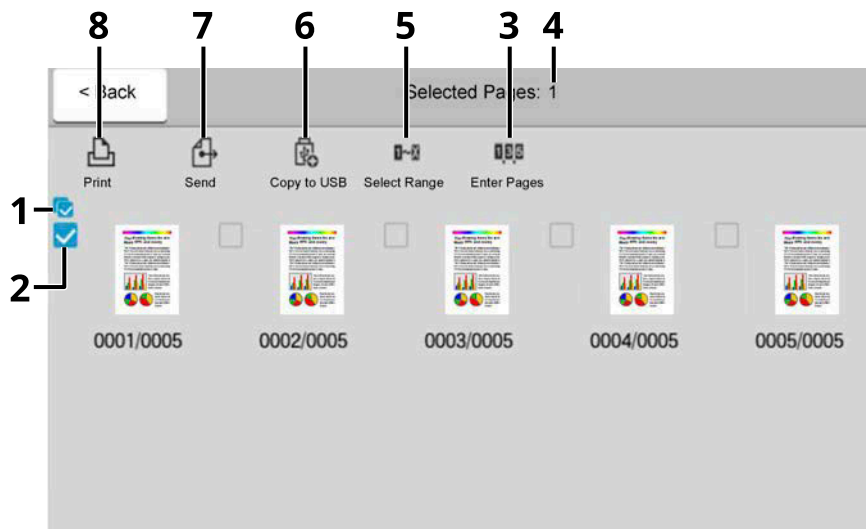 8 7 6 5 3 4
< Back Selected Pages: 1
Print Send Copy to USB Select Range Enter Pages
1
2
0001/0005 0002/0005 0003/0005 0004/0005 0005/0005